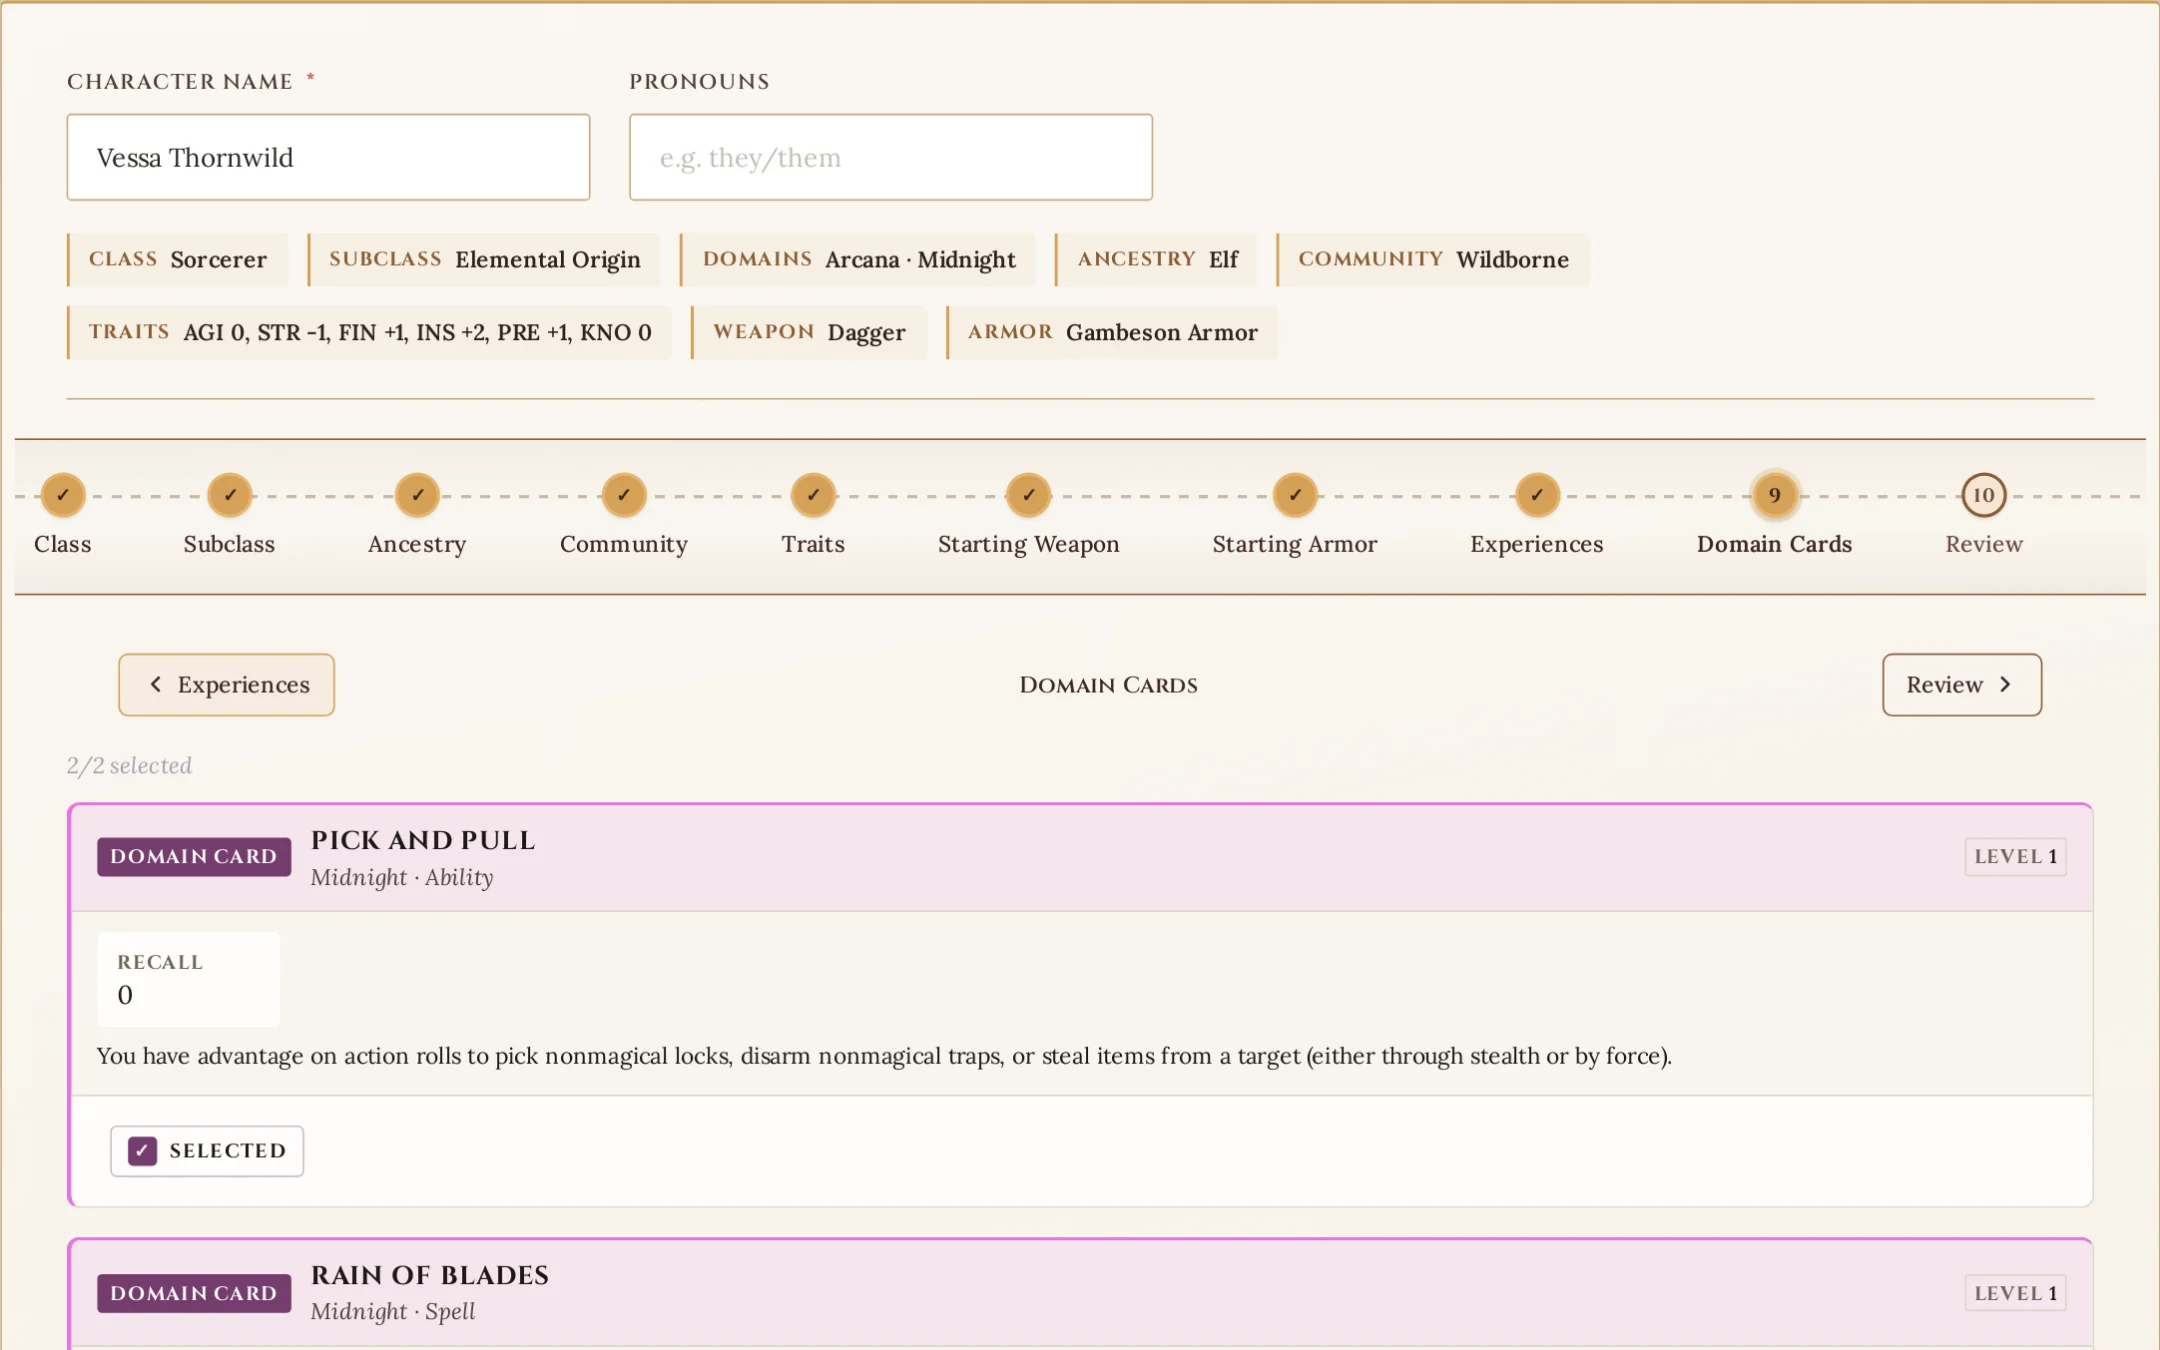 CHARACTER NAME *
PRONOUNS
Vessa Thornwild
e.g. they/them
CLASS Sorcerer
SUBCLASS Elemental Origin
DOMAINS Arcana · Midnight
ANCESTRY Elf
COMMUNITY Wildborne
TRAITS AGI 0, STR -1, FIN +1, INS +2, PRE +1, KNO 0
WEAPON Dagger
ARMOR Gambeson Armor
✓ Class
✓ Subclass
✓ Ancestry
✓ Community
✓ Traits
✓ Starting Weapon
✓ Starting Armor
✓ Experiences
9 Domain Cards
10 Review
Experiences
DOMAIN CARDS
Review
2/2 selected
DOMAIN CARD
PICK AND PULL
Midnight · Ability
LEVEL 1
RECALL
0
You have advantage on action rolls to pick nonmagical locks, disarm nonmagical traps, or steal items from a target (either through stealth or by force).
✓ SELECTED
DOMAIN CARD
RAIN OF BLADES
Midnight · Spell
LEVEL 1